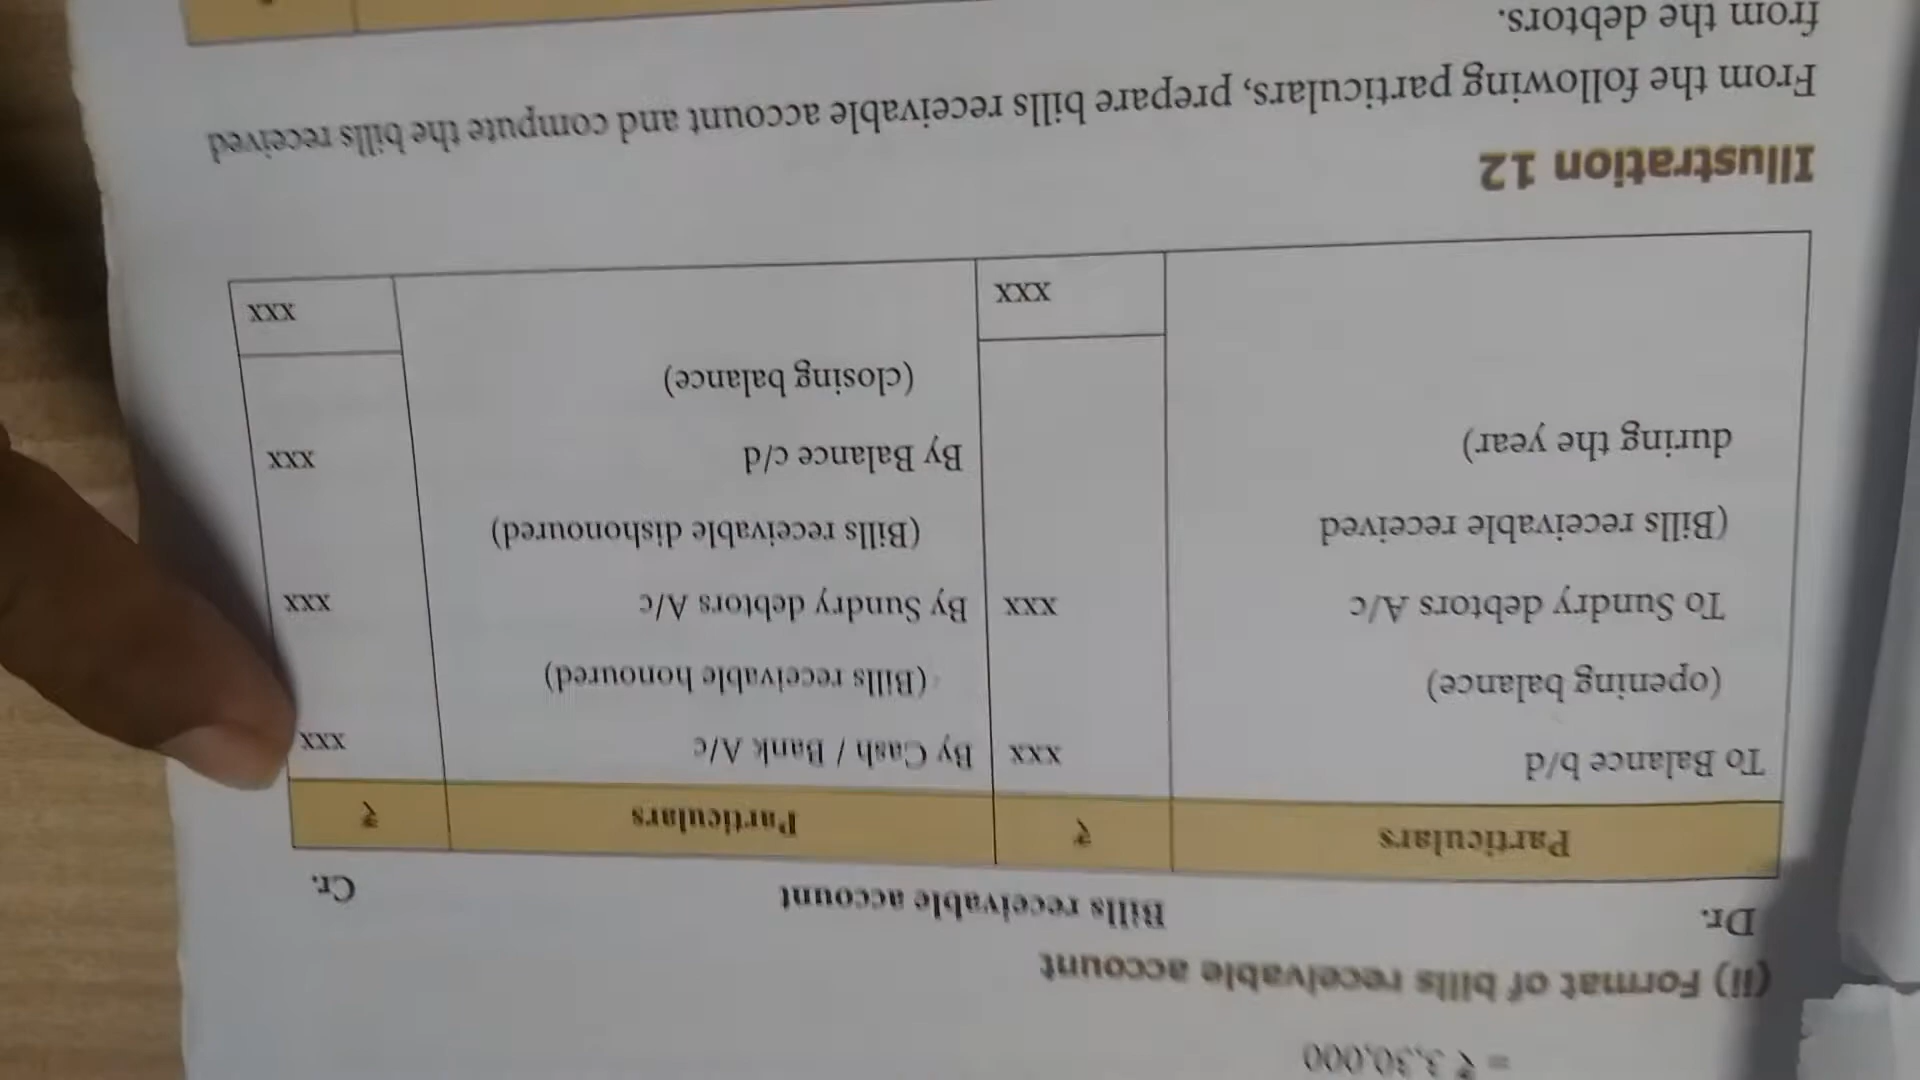 = ₹ 3,30,000
(ii) Format of bills receivable account
Dr. Bills receivable account Cr.
Particulars ₹ Particulars ₹
To Balance b/d xxx By Cash / Bank A/c xxx
(opening balance) (Bills receivable honoured)
To Sundry debtors A/c xxx By Sundry debtors A/c xxx
(Bills receivable received (Bills receivable dishonoured)
during the year) By Balance c/d xxx
(closing balance)
xxx xxx
Illustration 12
From the following particulars, prepare bills receivable account and compute the bills received
from the debtors.